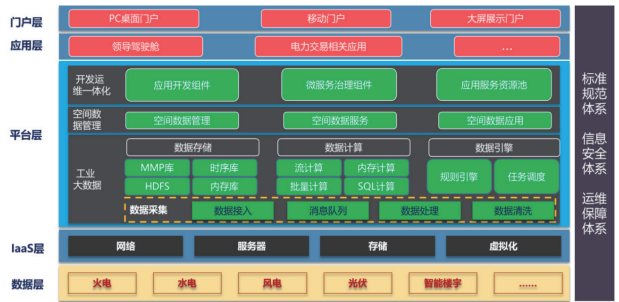 门户层
PC桌面门户 移动门户 大屏展示门户
应用层
领导驾驶舱 电力交易相关应用 ...
平台层
开发运
维一体化
应用开发组件 微服务治理组件 应用服务资源池
空间数
据管理
空间数据管理 空间数据服务 空间数据应用
工业
大数据
数据存储 数据计算 数据引擎
MMP库 时序库 流计算 内存计算 规则引擎 任务调度
HDFS 内存库 批量计算 SQL计算
数据采集 数据接入 消息队列 数据处理 数据清洗
IaaS层
网络 服务器 存储 虚拟化
数据层
火电 水电 风电 光伏 智能楼宇 ......
标准
规范
体系
信息
安全
体系
运维
保障
体系